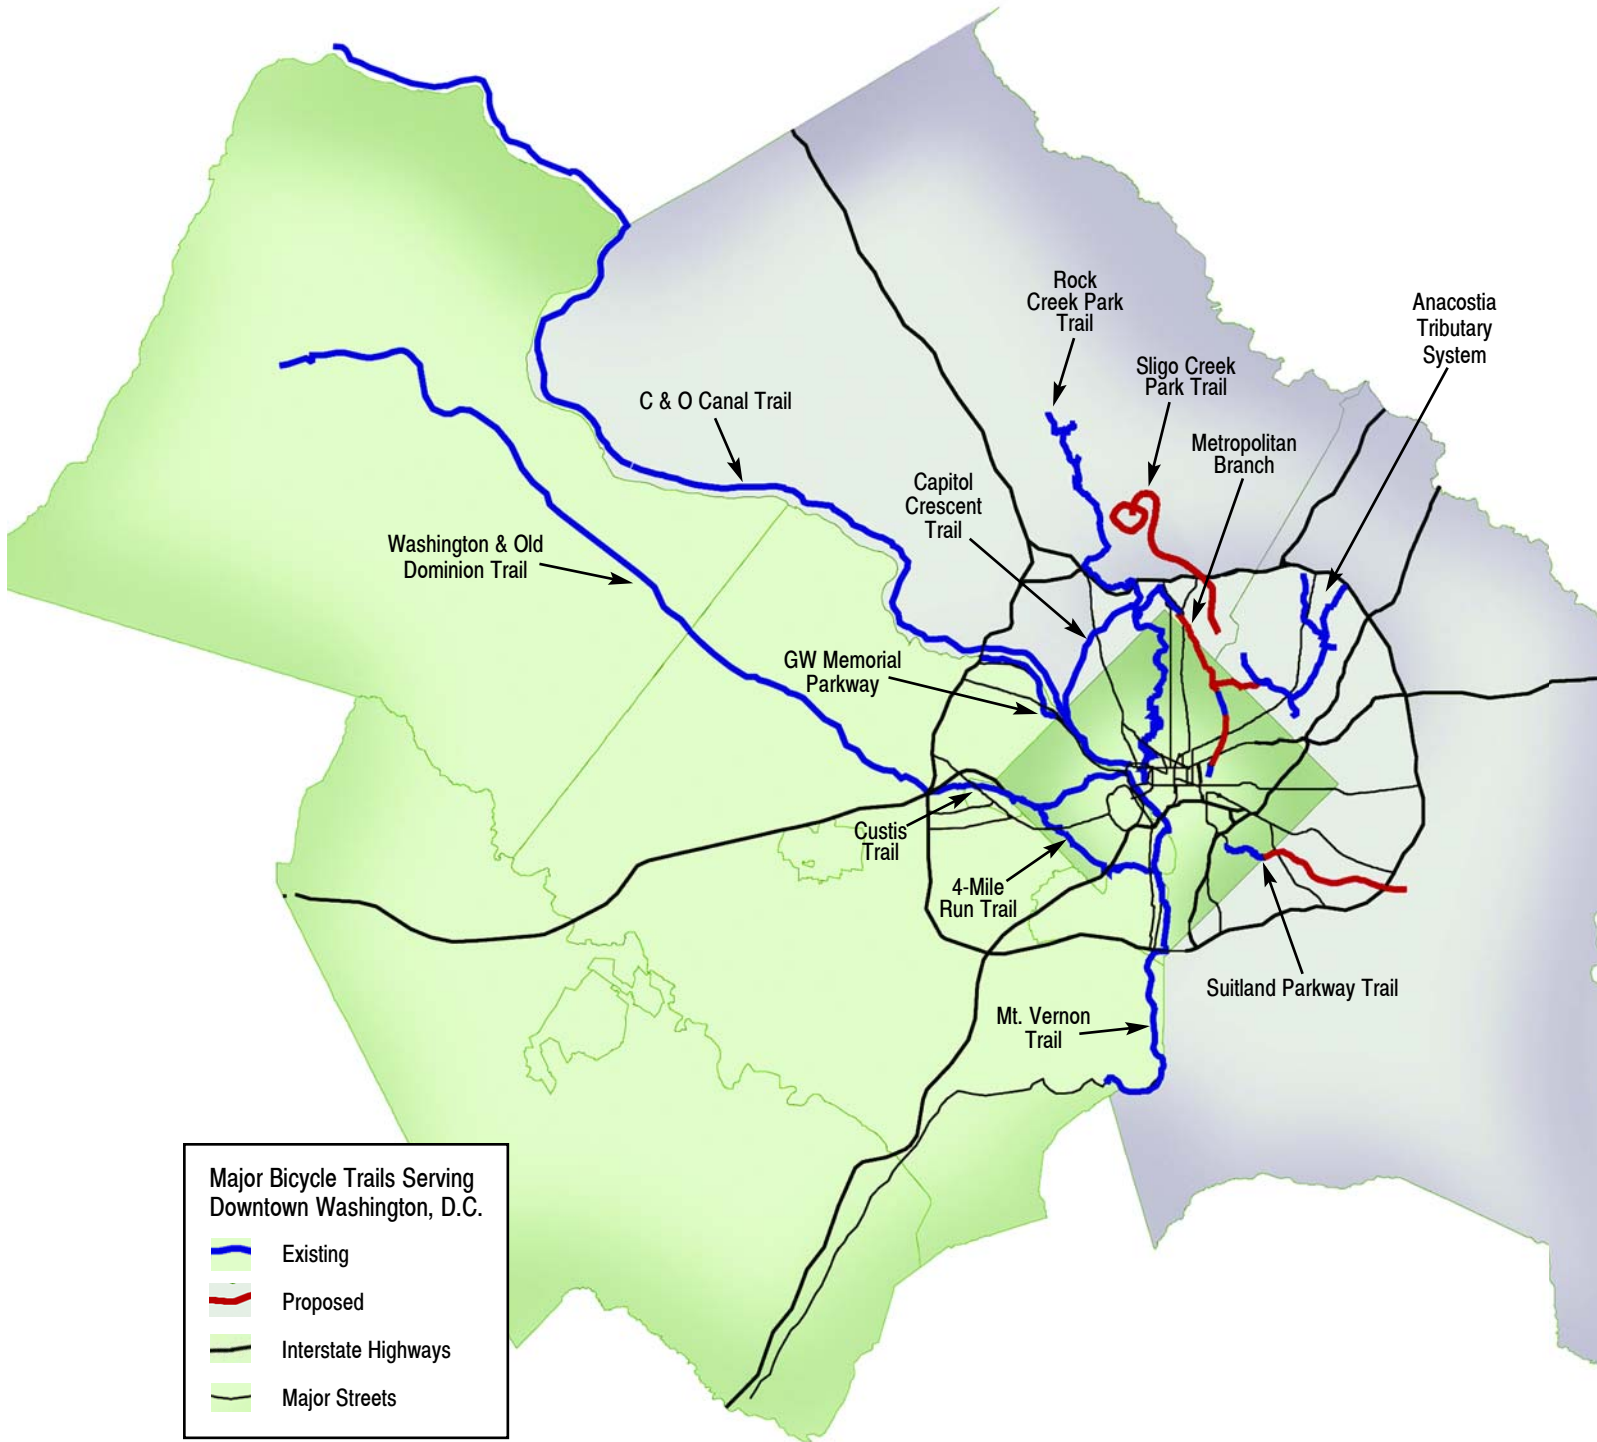 Rock
Creek Park
Trail
Anacostia
Tributary
System
Sligo Creek
Park Trail
C & O Canal Trail
Metropolitan
Branch
Capitol
Crescent
Trail
Washington & Old
Dominion Trail
GW Memorial
Parkway
Custis
Trail
4-Mile
Run Trail
Suitland Parkway Trail
Mt. Vernon
Trail
Major Bicycle Trails Serving
Downtown Washington, D.C.
Existing
Proposed
Interstate Highways
Major Streets